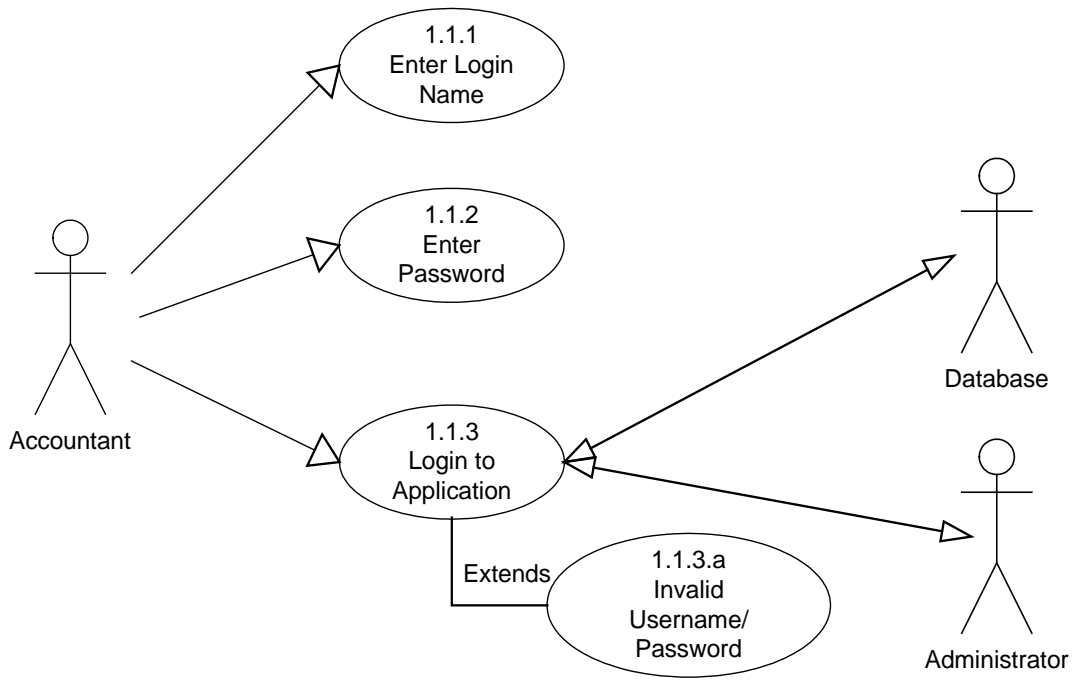 1.1.1
Enter Login
Name
1.1.2
Enter
Password
Accountant
1.1.3
Login to
Application
Extends
1.1.3.a
Invalid
Username/
Password
Database
Administrator